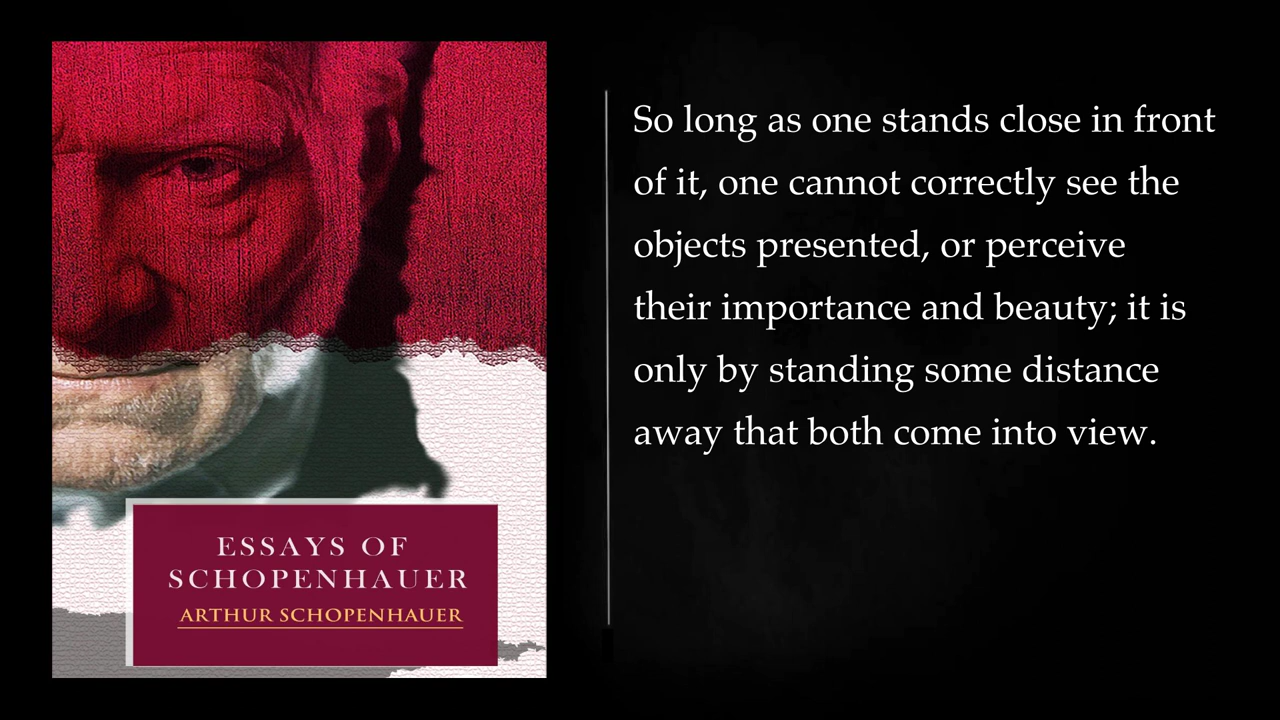 ESSAYS OF
SCHOPENHAUER
ARTHUR SCHOPENHAUER
So long as one stands close in front
of it, one cannot correctly see the
objects presented, or perceive
their importance and beauty; it is
only by standing some distance
away that both come into view.